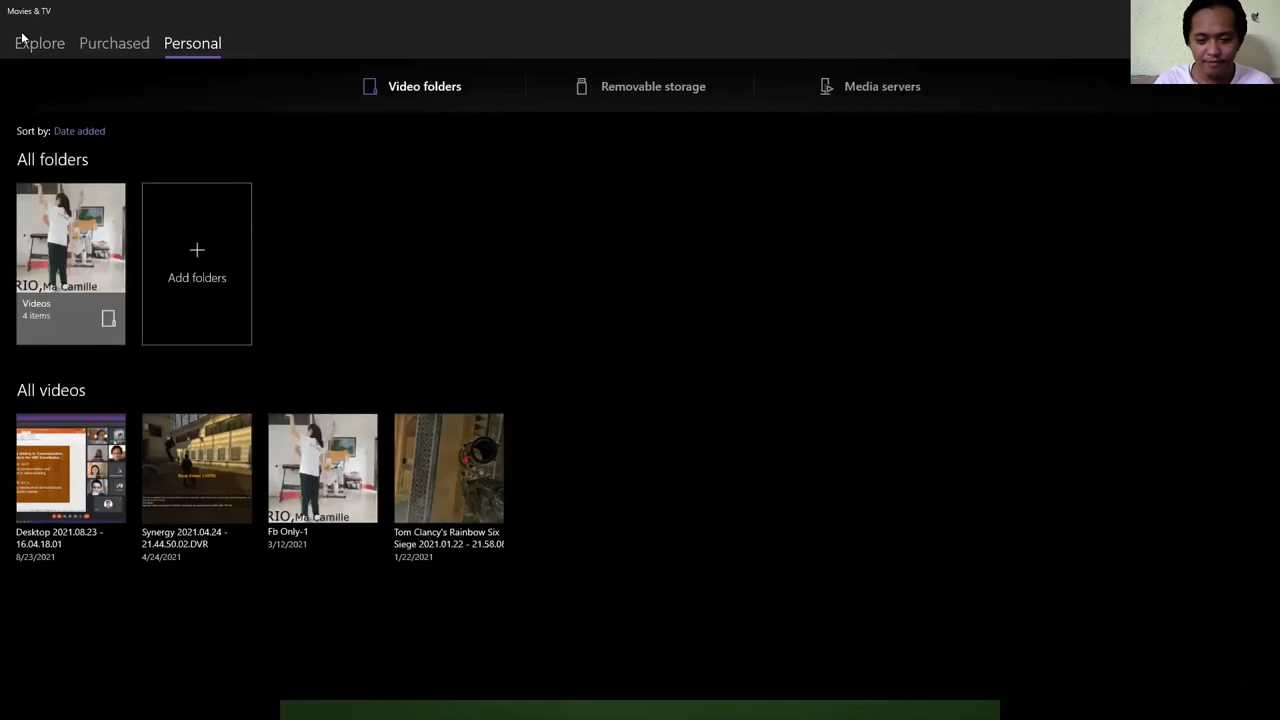 Movies & TV
Explore
Purchased
Personal
Video folders
Removable storage
Media servers
Sort by: Date added
All folders
RIO,Ma Camille
Videos
4 items
Add folders
All videos
RIO,Ma Camille
Desktop 2021.08.23 -
16.04.18.01
8/23/2021
Synergy 2021.04.24 -
21.44.50.02.DVR
4/24/2021
Fb Only-1
3/12/2021
Tom Clancy's Rainbow Six
Siege 2021.01.22 - 21.58.08
1/22/2021